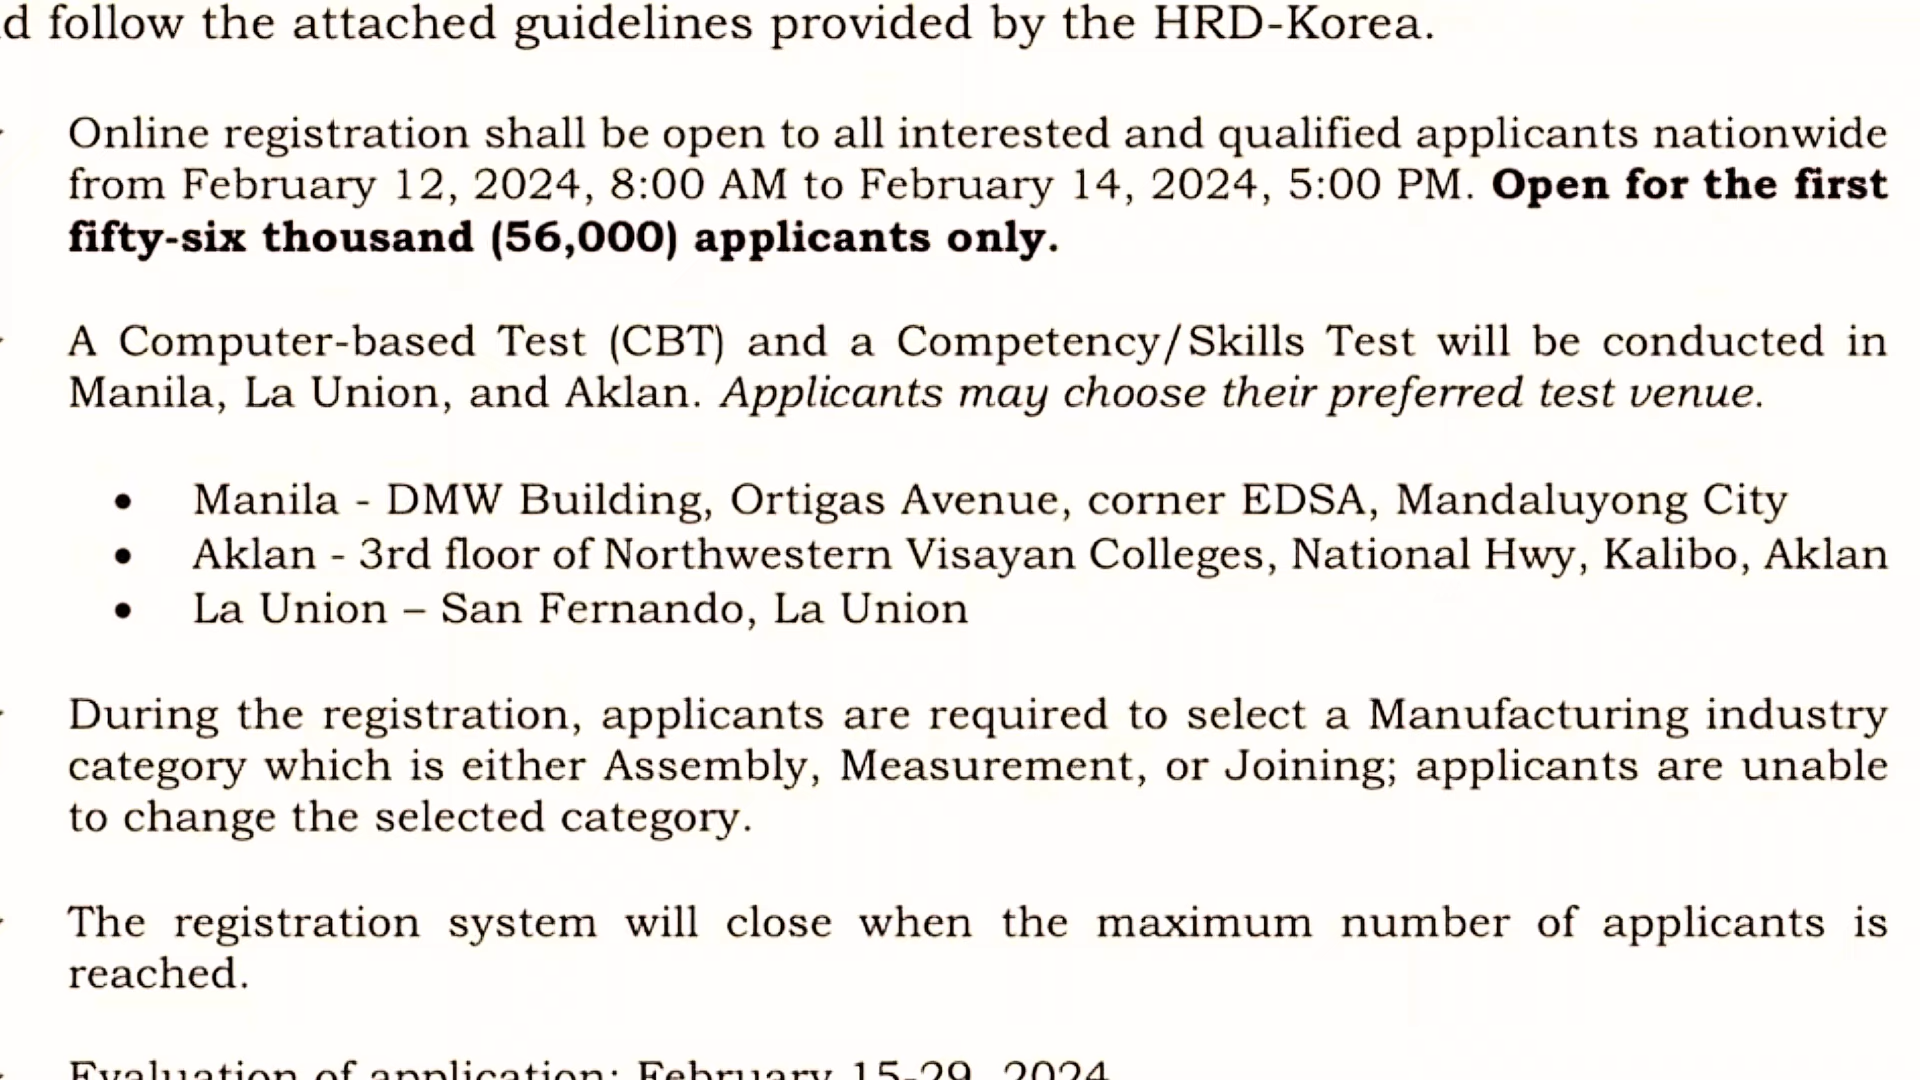 d follow the attached guidelines provided by the HRD-Korea.
Online registration shall be open to all interested and qualified applicants nationwide
from February 12, 2024, 8:00 AM to February 14, 2024, 5:00 PM. Open for the first
fifty-six thousand (56,000) applicants only.
A Computer-based Test (CBT) and a Competency/Skills Test will be conducted in
Manila, La Union, and Aklan. Applicants may choose their preferred test venue.
• Manila - DMW Building, Ortigas Avenue, corner EDSA, Mandaluyong City
• Aklan - 3rd floor of Northwestern Visayan Colleges, National Hwy, Kalibo, Aklan
• La Union – San Fernando, La Union
During the registration, applicants are required to select a Manufacturing industry
category which is either Assembly, Measurement, or Joining; applicants are unable
to change the selected category.
The registration system will close when the maximum number of applicants is
reached.
Evaluation of application: February 15-29, 2024